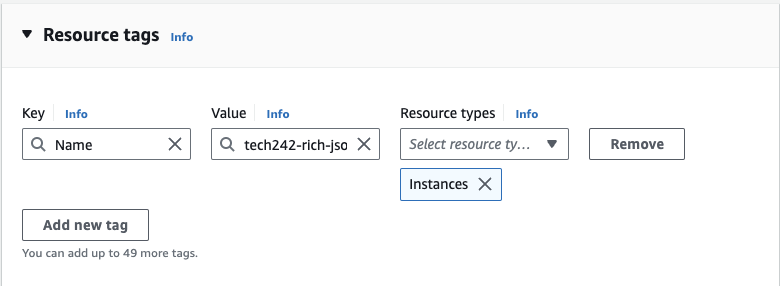 Resource tags Info
Key Info Value Info Resource types Info
Name tech242-rich-jso Select resource ty... Remove
Instances
Add new tag
You can add up to 49 more tags.